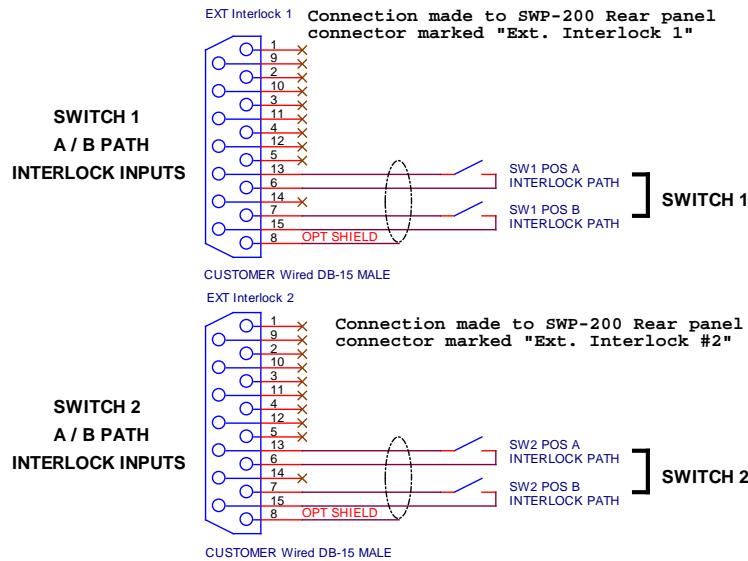 EXT Interlock 1
Connection made to SWP-200 Rear panel
connector marked "Ext. Interlock 1"
1
9
2
10
3
11
4
12
5
13
6
14
7
15
8
SWITCH 1
A / B PATH
INTERLOCK INPUTS
SW1 POS A
INTERLOCK PATH
SW1 POS B
INTERLOCK PATH
SWITCH 1
OPT SHIELD
CUSTOMER Wired DB-15 MALE
EXT Interlock 2
Connection made to SWP-200 Rear panel
connector marked "Ext. Interlock #2"
1
9
2
10
3
11
4
12
5
13
6
14
7
15
8
SWITCH 2
A / B PATH
INTERLOCK INPUTS
SW2 POS A
INTERLOCK PATH
SW2 POS B
INTERLOCK PATH
SWITCH 2
OPT SHIELD
CUSTOMER Wired DB-15 MALE